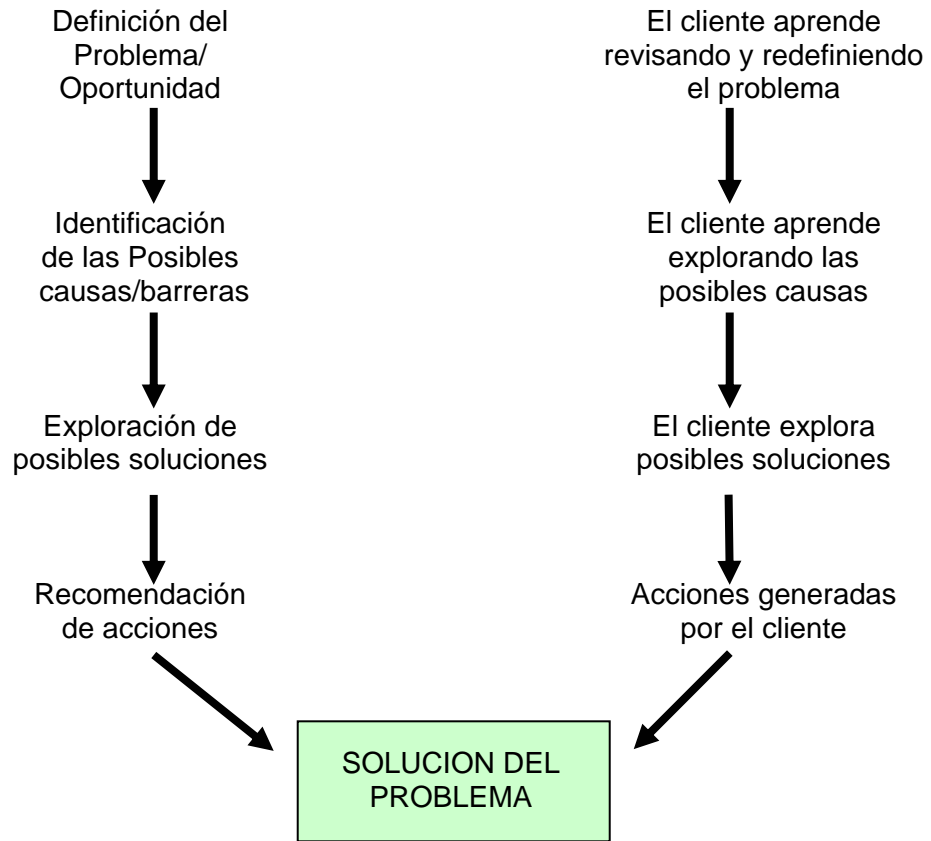 Definición del
Problema/
Oportunidad
El cliente aprende
revisando y redefiniendo
el problema
Identificación
de las Posibles
causas/barreras
El cliente aprende
explorando las
posibles causas
Exploración de
posibles soluciones
El cliente explora
posibles soluciones
Recomendación
de acciones
Acciones generadas
por el cliente
SOLUCION DEL
PROBLEMA